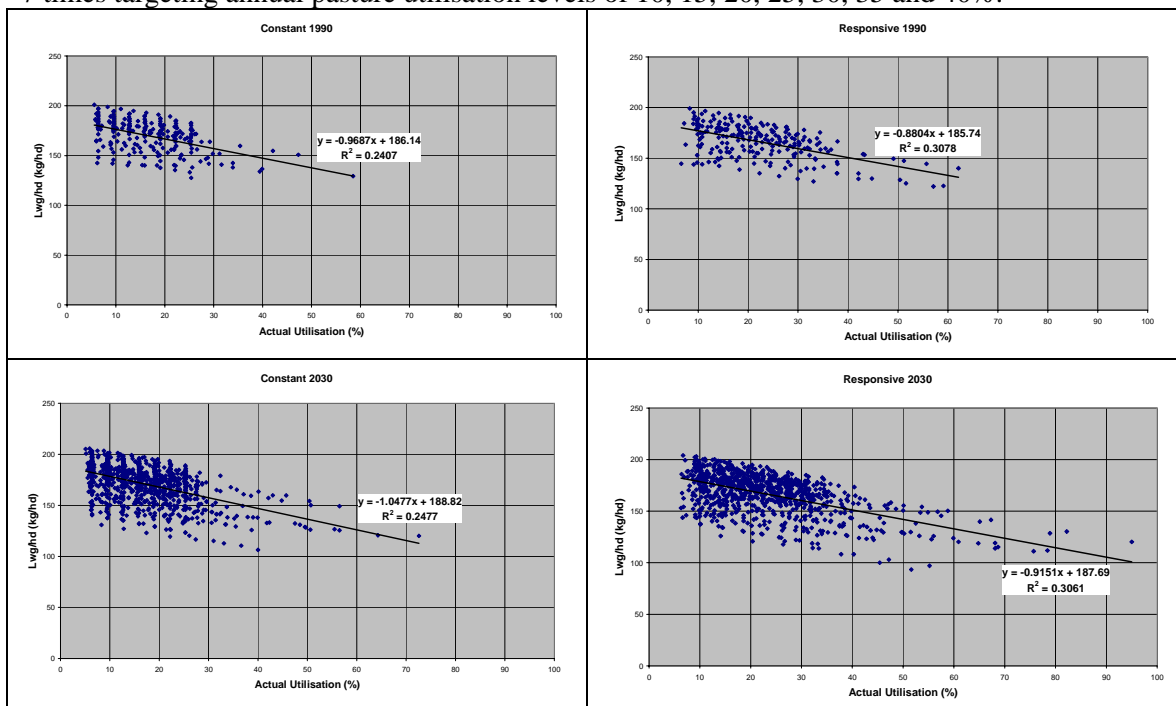 7 times targeting annual pasture utilisation levels of 10, 15, 20, 25, 30, 35 and 40%.
Constant 1990
250
200
150
100
50
0
Lwg/hd (kg/hd)
y = -0.9687x + 186.14
R² = 0.2407
0 10 20 30 40 50 60 70 80 90 100
Actual Utilisation (%)
Responsive 1990
250
200
150
100
50
0
Lwg/hd (kg/hd)
y = -0.8804x + 185.74
R² = 0.3078
0 10 20 30 40 50 60 70 80 90 100
Actual Utilisation (%)
Constant 2030
250
200
150
100
50
0
Lwg/hd (kg/hd)
y = -1.0477x + 188.82
R² = 0.2477
0 10 20 30 40 50 60 70 80 90 100
Actual Utilisation (%)
Responsive 2030
250
200
150
100
50
0
Lwg/hd (kg/hd)
y = -0.9151x + 187.69
R² = 0.3061
0 10 20 30 40 50 60 70 80 90 100
Actual Utilisation (%)